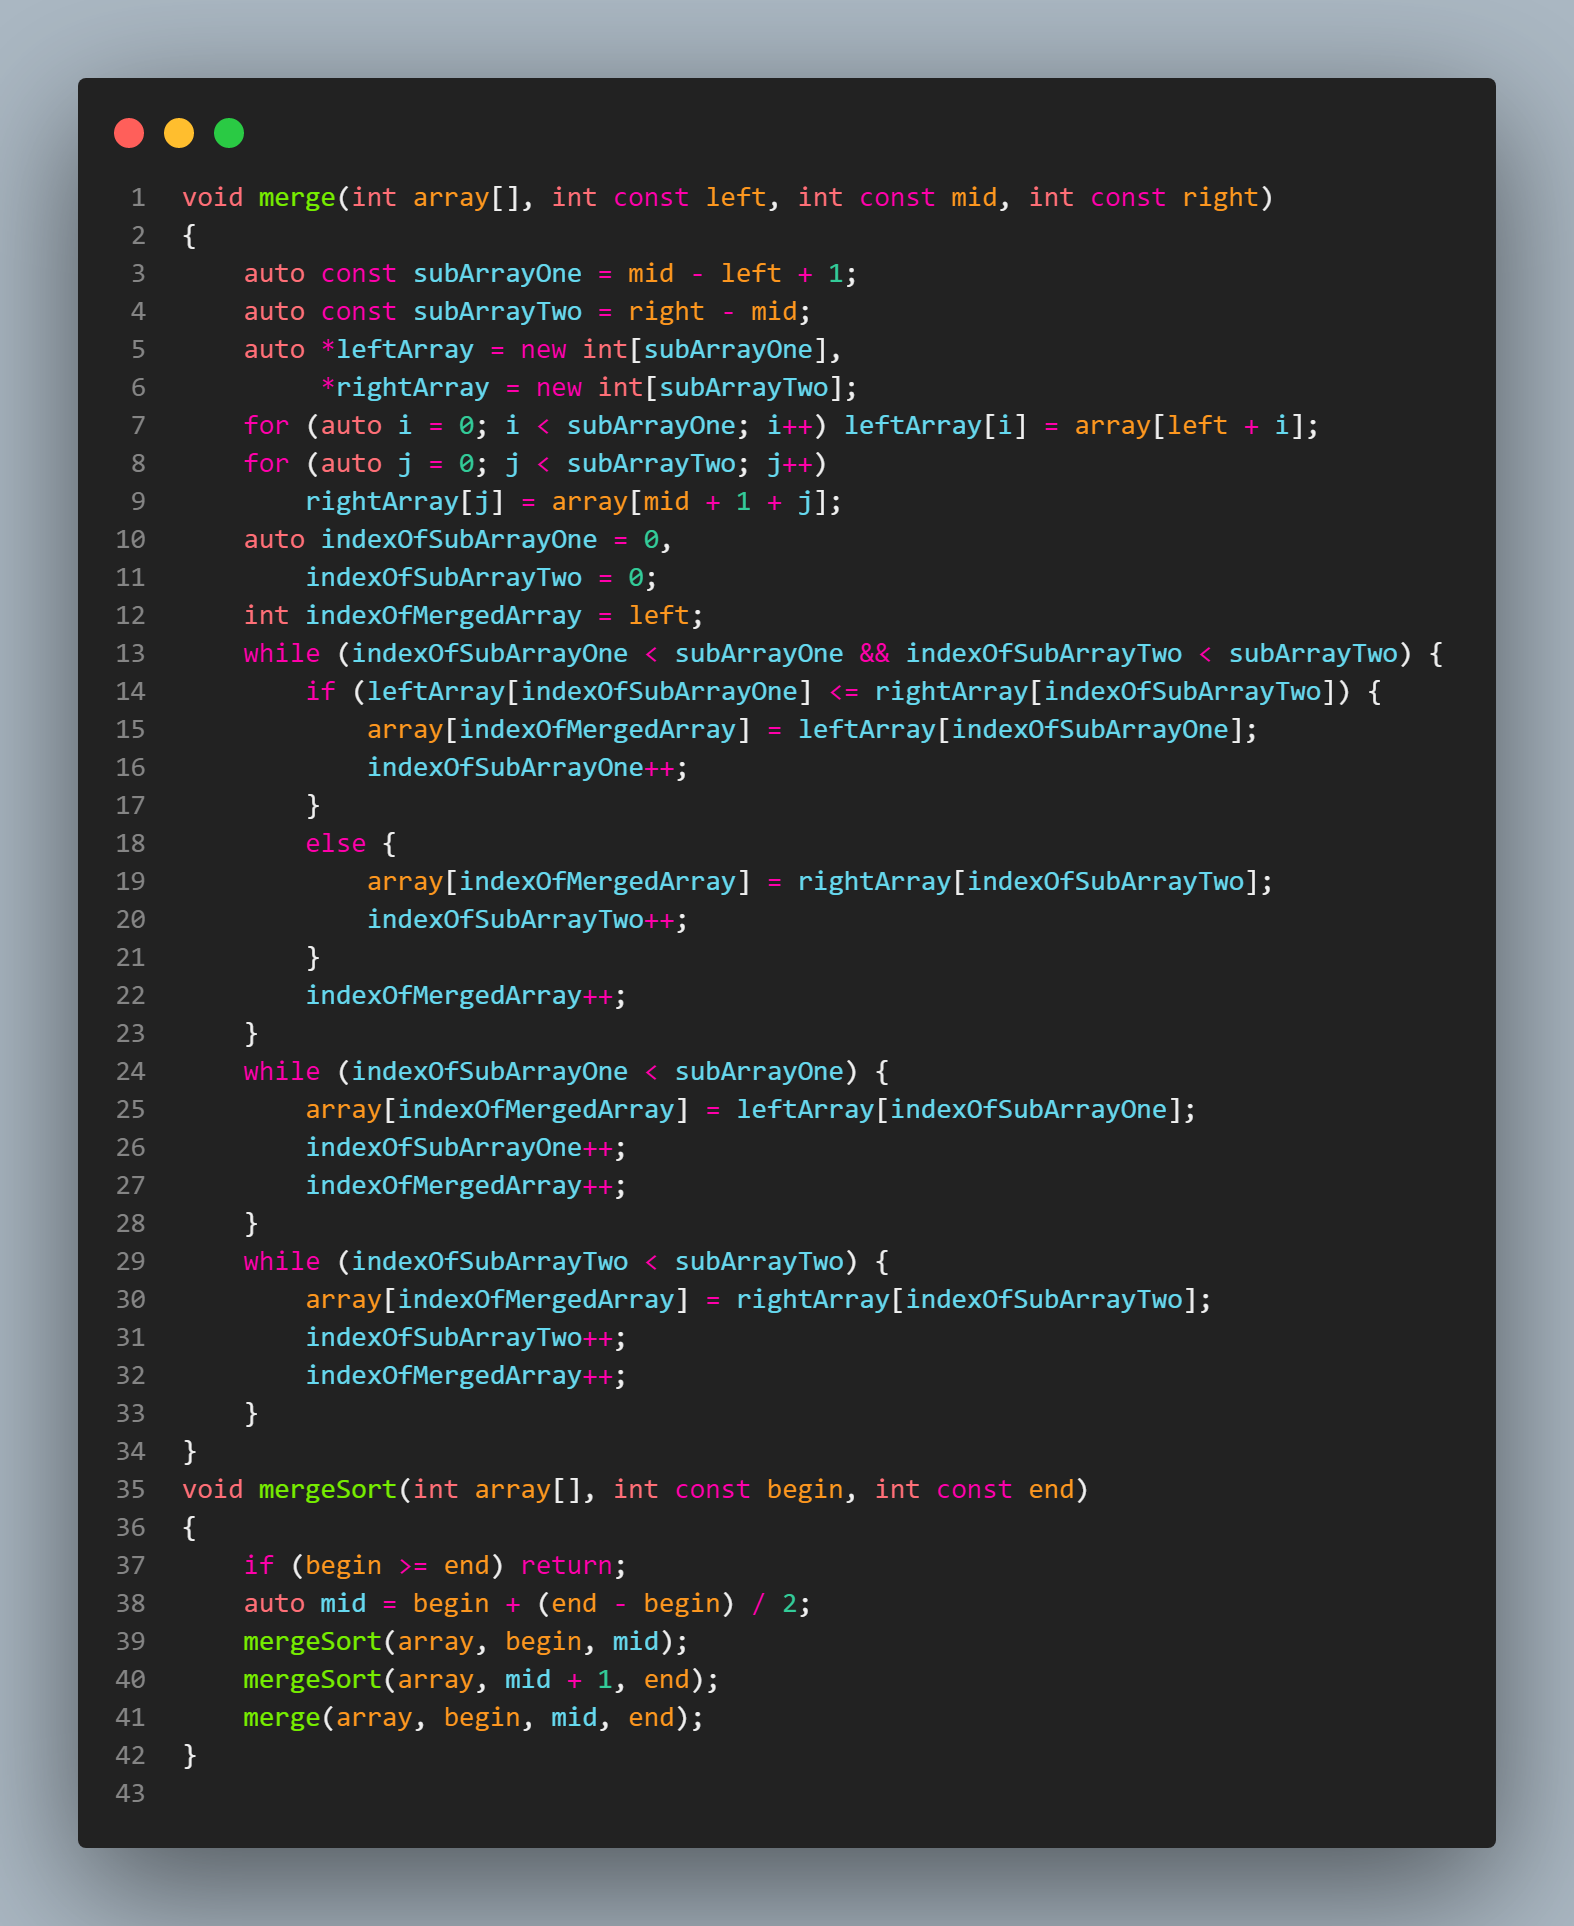 1 void merge(int array[], int const left, int const mid, int const right)
2 {
3     auto const subArrayOne = mid - left + 1;
4     auto const subArrayTwo = right - mid;
5     auto *leftArray = new int[subArrayOne],
6          *rightArray = new int[subArrayTwo];
7     for (auto i = 0; i < subArrayOne; i++) leftArray[i] = array[left + i];
8     for (auto j = 0; j < subArrayTwo; j++)
9         rightArray[j] = array[mid + 1 + j];
10     auto indexOfSubArrayOne = 0,
11         indexOfSubArrayTwo = 0;
12     int indexOfMergedArray = left;
13     while (indexOfSubArrayOne < subArrayOne && indexOfSubArrayTwo < subArrayTwo) {
14         if (leftArray[indexOfSubArrayOne] <= rightArray[indexOfSubArrayTwo]) {
15             array[indexOfMergedArray] = leftArray[indexOfSubArrayOne];
16             indexOfSubArrayOne++;
17         }
18         else {
19             array[indexOfMergedArray] = rightArray[indexOfSubArrayTwo];
20             indexOfSubArrayTwo++;
21         }
22         indexOfMergedArray++;
23     }
24     while (indexOfSubArrayOne < subArrayOne) {
25         array[indexOfMergedArray] = leftArray[indexOfSubArrayOne];
26         indexOfSubArrayOne++;
27         indexOfMergedArray++;
28     }
29     while (indexOfSubArrayTwo < subArrayTwo) {
30         array[indexOfMergedArray] = rightArray[indexOfSubArrayTwo];
31         indexOfSubArrayTwo++;
32         indexOfMergedArray++;
33     }
34 }
35 void mergeSort(int array[], int const begin, int const end)
36 {
37     if (begin >= end) return;
38     auto mid = begin + (end - begin) / 2;
39     mergeSort(array, begin, mid);
40     mergeSort(array, mid + 1, end);
41     merge(array, begin, mid, end);
42 }
43